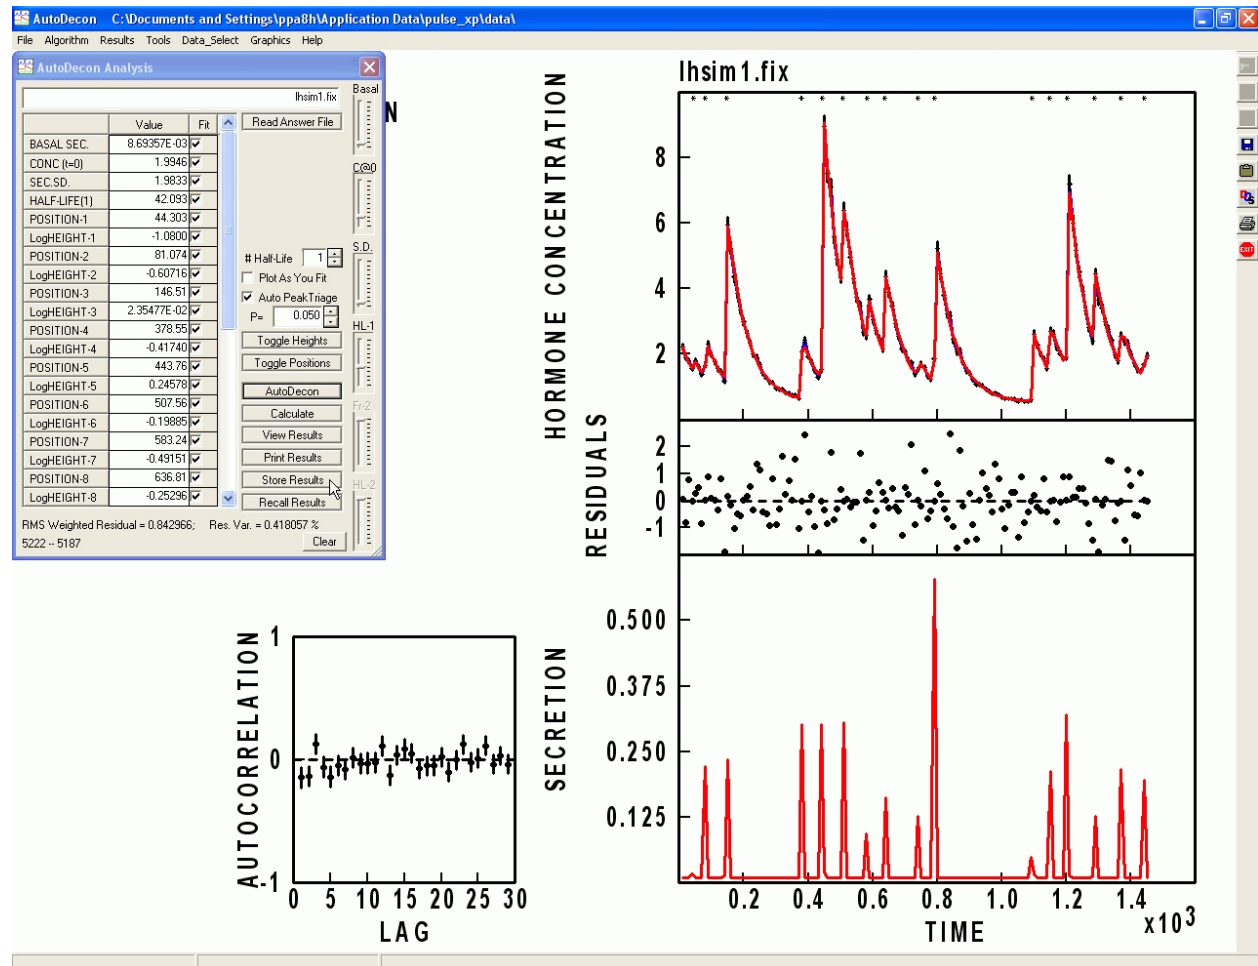 AutoDecon C:\Documents and Settings\ppa8h\Application Data\pulse_xp\data\
File Algorithm Results Tools Data_Select Graphics Help
AutoDecon Analysis
lhsim1.fix
Read Answer File
Value Fit
BASAL SEC. 8.69357E-03
CONC (t=0) 1.9946
SEC.SD. 1.9833
HALF-LIFE(1) 42.093
POSITION-1 44.303
LogHEIGHT-1 -1.0800
POSITION-2 81.074
LogHEIGHT-2 -0.60716
POSITION-3 146.51
LogHEIGHT-3 2.35477E-02
POSITION-4 378.55
LogHEIGHT-4 -0.41740
POSITION-5 443.76
LogHEIGHT-5 0.24578
POSITION-6 507.56
LogHEIGHT-6 -0.19885
POSITION-7 583.24
LogHEIGHT-7 -0.49151
POSITION-8 636.81
LogHEIGHT-8 -0.25296
# Half-Life 1
Plot As You Fit
Auto PeakTriage
P= 0.050
Toggle Heights
Toggle Positions
AutoDecon
Calculate
View Results
Print Results
Store Results
Recall Results
Basal
C@0
S.D.
HL-1
Fr-2
HL-2
RMS Weighted Residual = 0.842966; Res. Var. = 0.418057 %
5222 -- 5187
Clear
N
lhsim1.fix
HORMONE CONCENTRATION
8
6
4
2
RESIDUALS
2
1
0
-1
SECRETION
0.500
0.375
0.250
0.125
0.2 0.4 0.6 0.8 1.0 1.2 1.4
x10³
TIME
AUTOCORRELATION
1
0
-1
0 5 10 15 20 25 30
LAG
EXIT